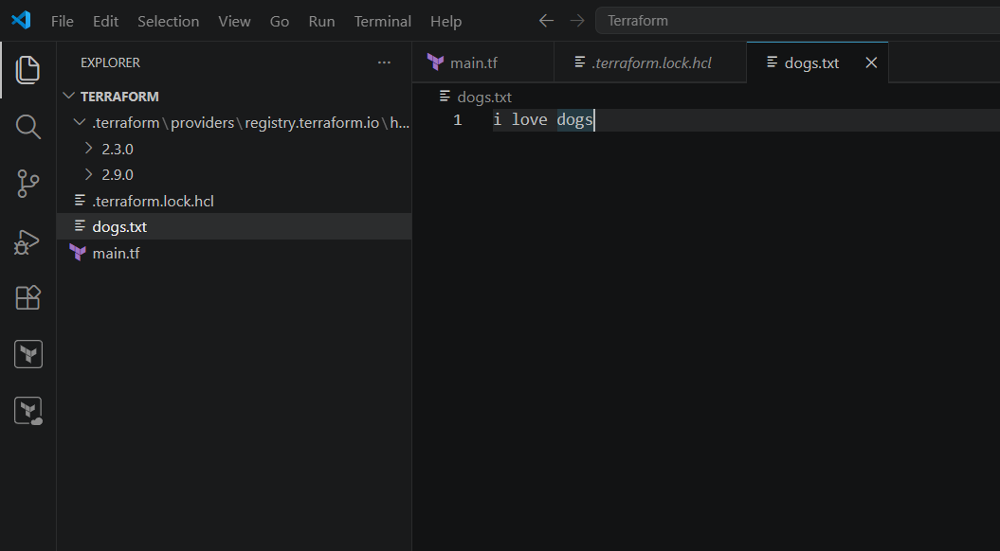 File Edit Selection View Go Run Terminal Help Terraform
EXPLORER ...
TERRAFORM
.terraform\providers\registry.terraform.io\h...
2.3.0
2.9.0
.terraform.lock.hcl
dogs.txt
main.tf
main.tf .terraform.lock.hcl dogs.txt
dogs.txt
1 i love dogs